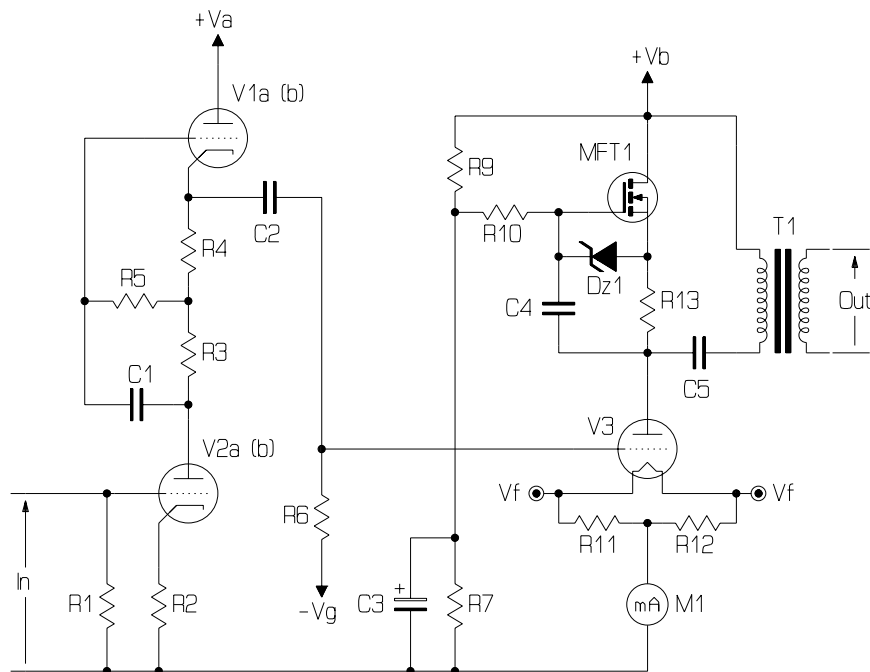 +Va
+Vb
V1a (b)
MFT1
R9
T1
C2
R10
R4
R5
Dz1
Out
C4
R13
R3
C1
C5
V3
V2a (b)
Vf
Vf
R6
R11
R12
In
R1
R2
-Vg
C3
+
R7
mA
M1